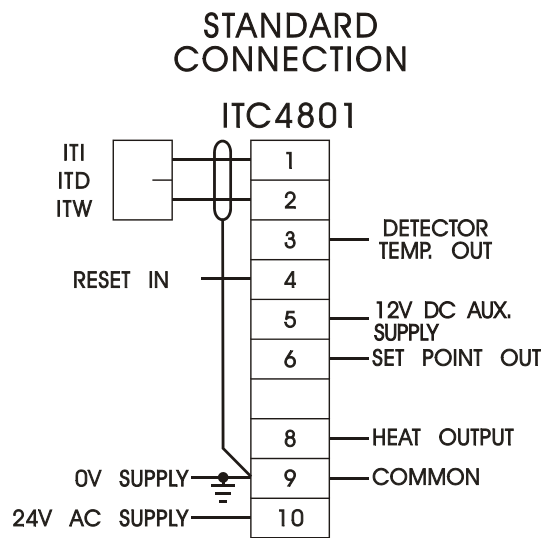 STANDARD
CONNECTION
ITC4801
ITI
ITD
ITW
1
2
3
DETECTOR
TEMP. OUT
RESET IN
4
5
12V DC AUX.
SUPPLY
6
SET POINT OUT
8
HEAT OUTPUT
0V SUPPLY
9
COMMON
24V AC SUPPLY
10